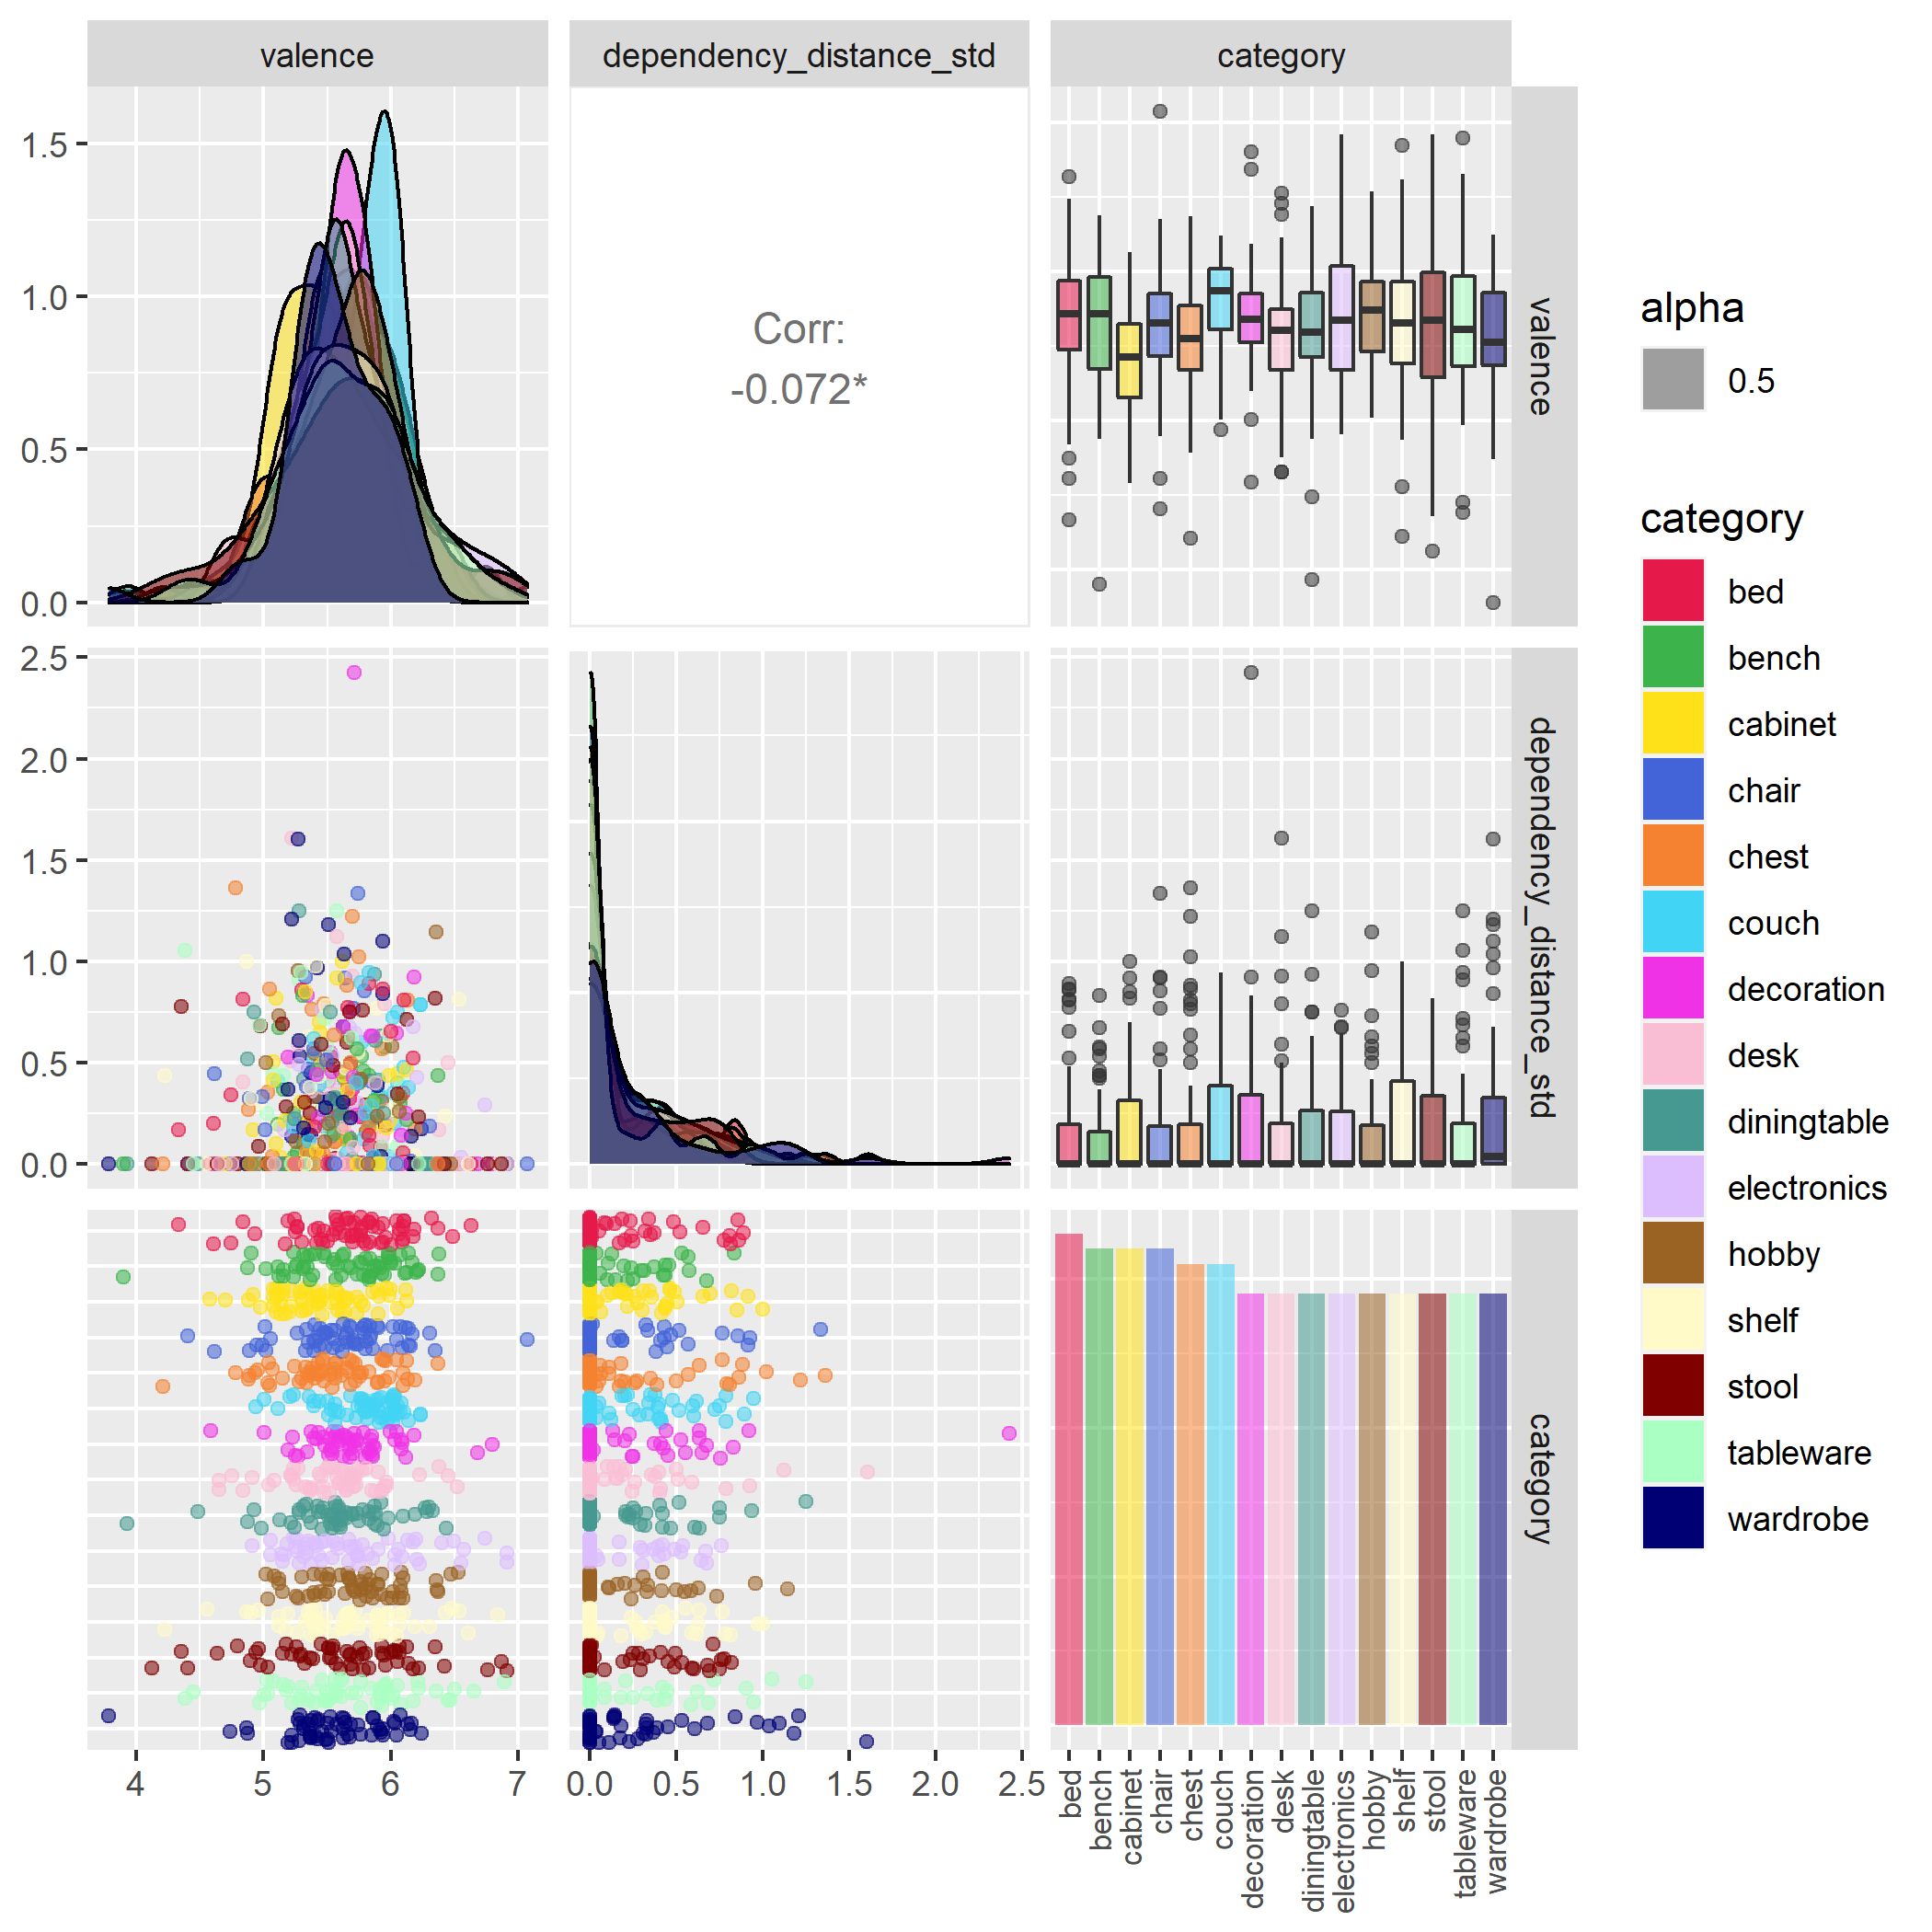 valence
dependency_distance_std
category
1.5
1.0
0.5
0.0
Corr:
-0.072*
valence
2.5
2.0
1.5
1.0
0.5
0.0
dependency_distance_std
category
4
5
6
7
0.0
0.5
1.0
1.5
2.0
2.5
bed
bench
cabinet
chair
chest
couch
decoration
desk
diningtable
electronics
hobby
shelf
stool
tableware
wardrobe
alpha
0.5
category
bed
bench
cabinet
chair
chest
couch
decoration
desk
diningtable
electronics
hobby
shelf
stool
tableware
wardrobe